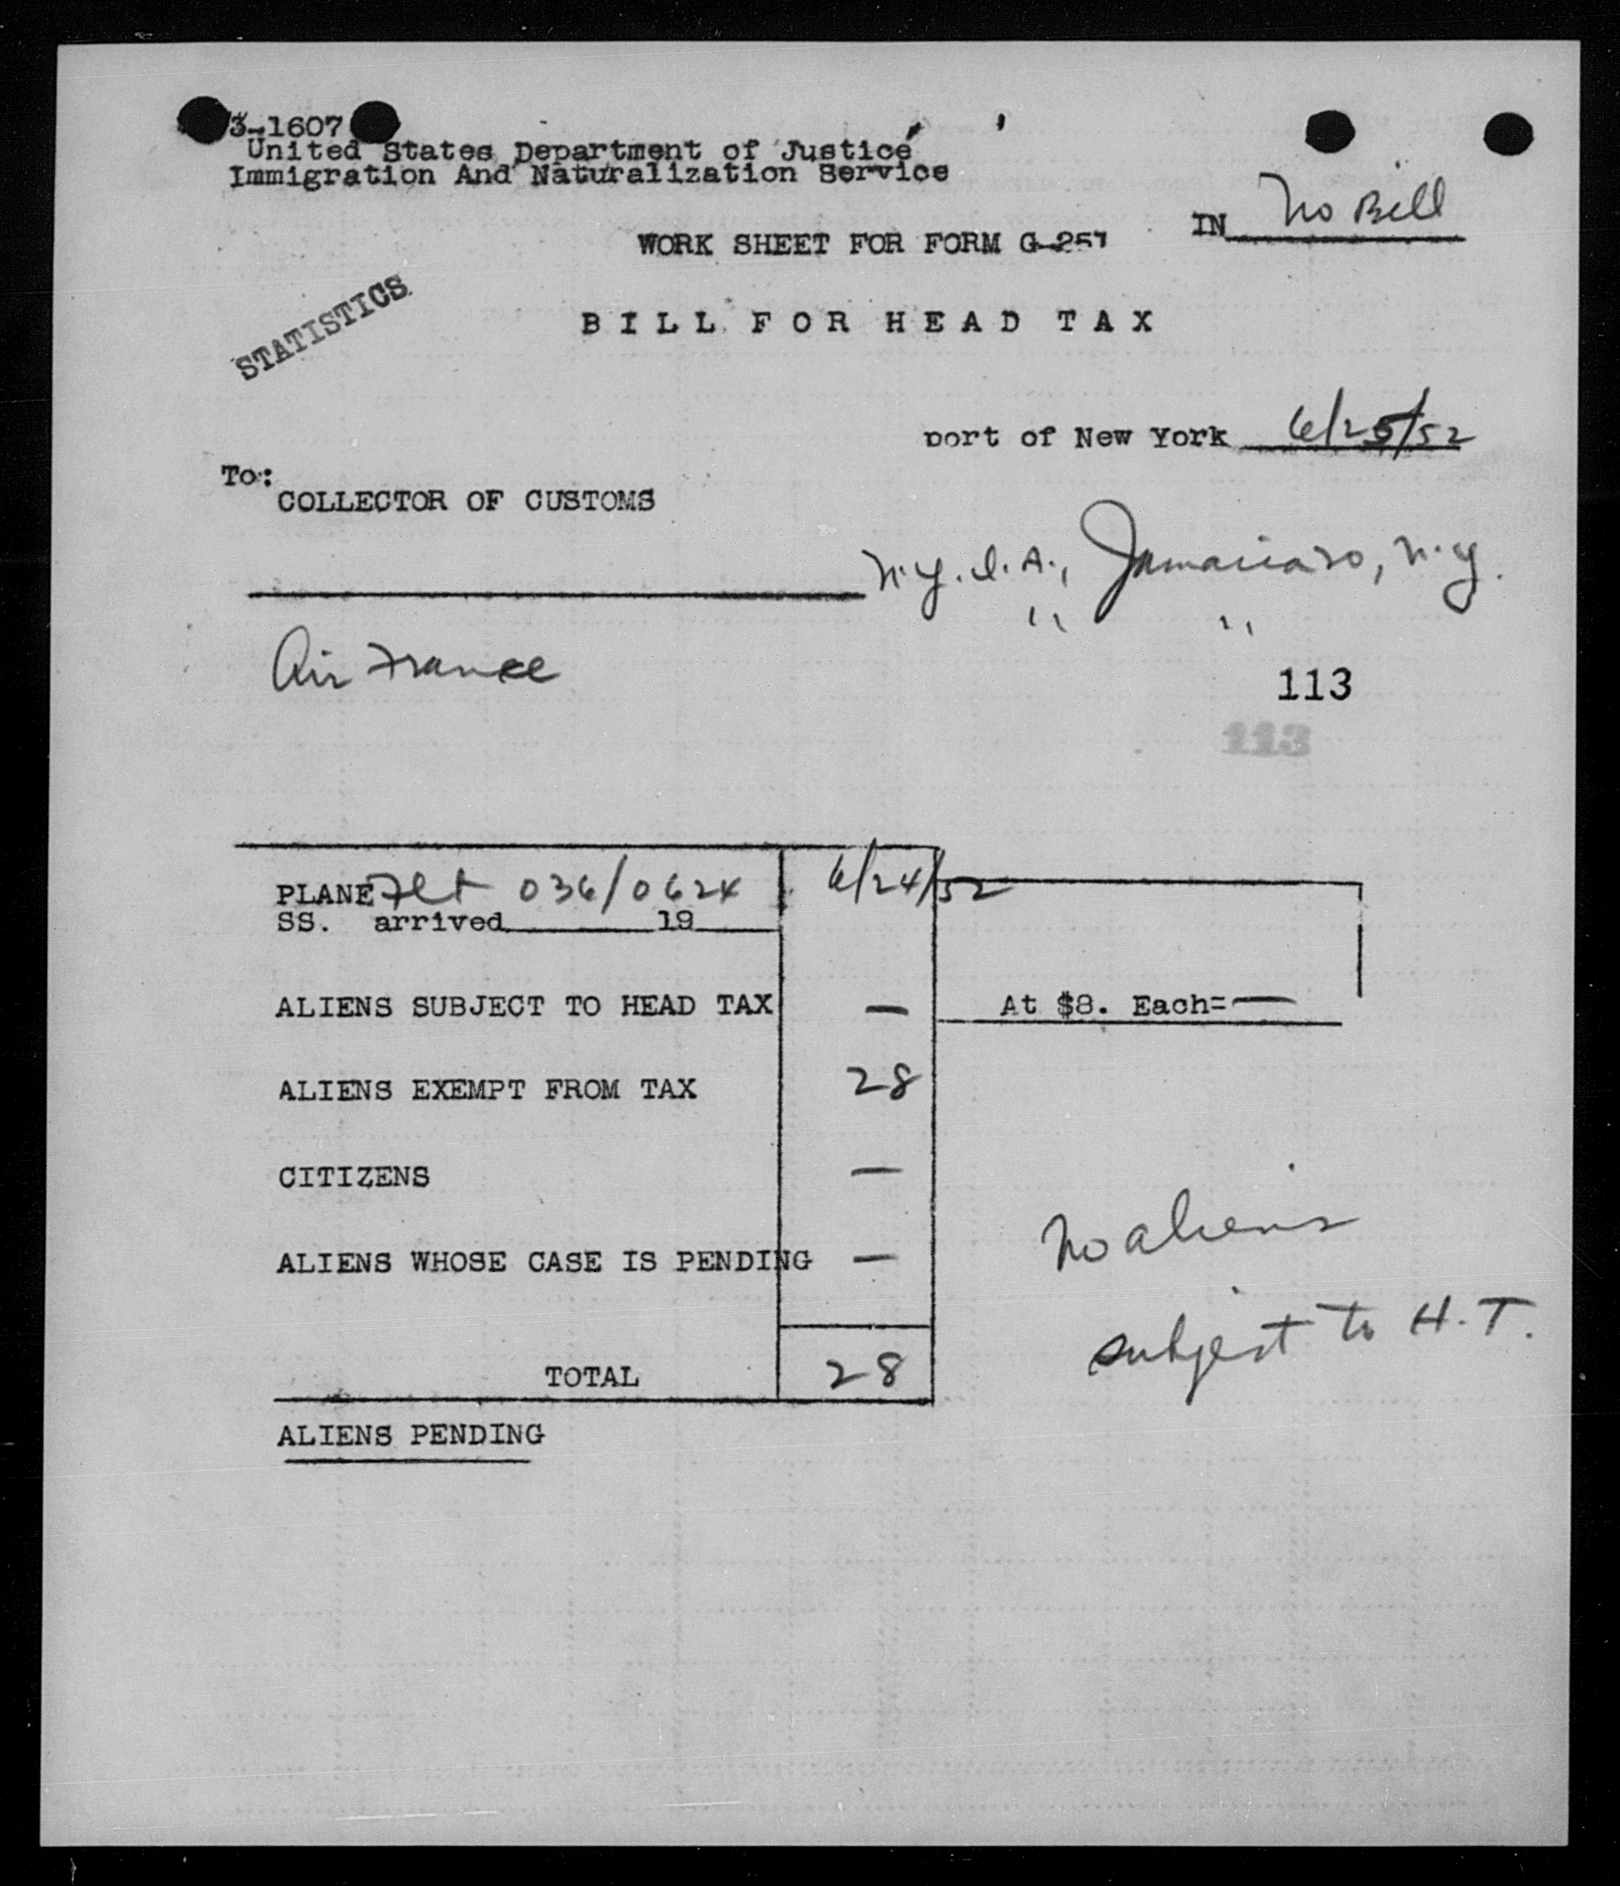 3-1607
United States Department of Justice
Immigration And Naturalization Service
IN No Bill
WORK SHEET FOR FORM G-257
STATISTICS
BILL FOR HEAD TAX
port of New York 6/25/52
To:
COLLECTOR OF CUSTOMS
N.Y.I.A., Jamaica, N.Y.
" "
Air France
113
113
PLANE Flt 036/0624 6/24/52
SS. arrived 19
ALIENS SUBJECT TO HEAD TAX — At $8. Each= —
ALIENS EXEMPT FROM TAX 28
CITIZENS —
ALIENS WHOSE CASE IS PENDING —
No aliens
subject to H.T.
TOTAL 28
ALIENS PENDING